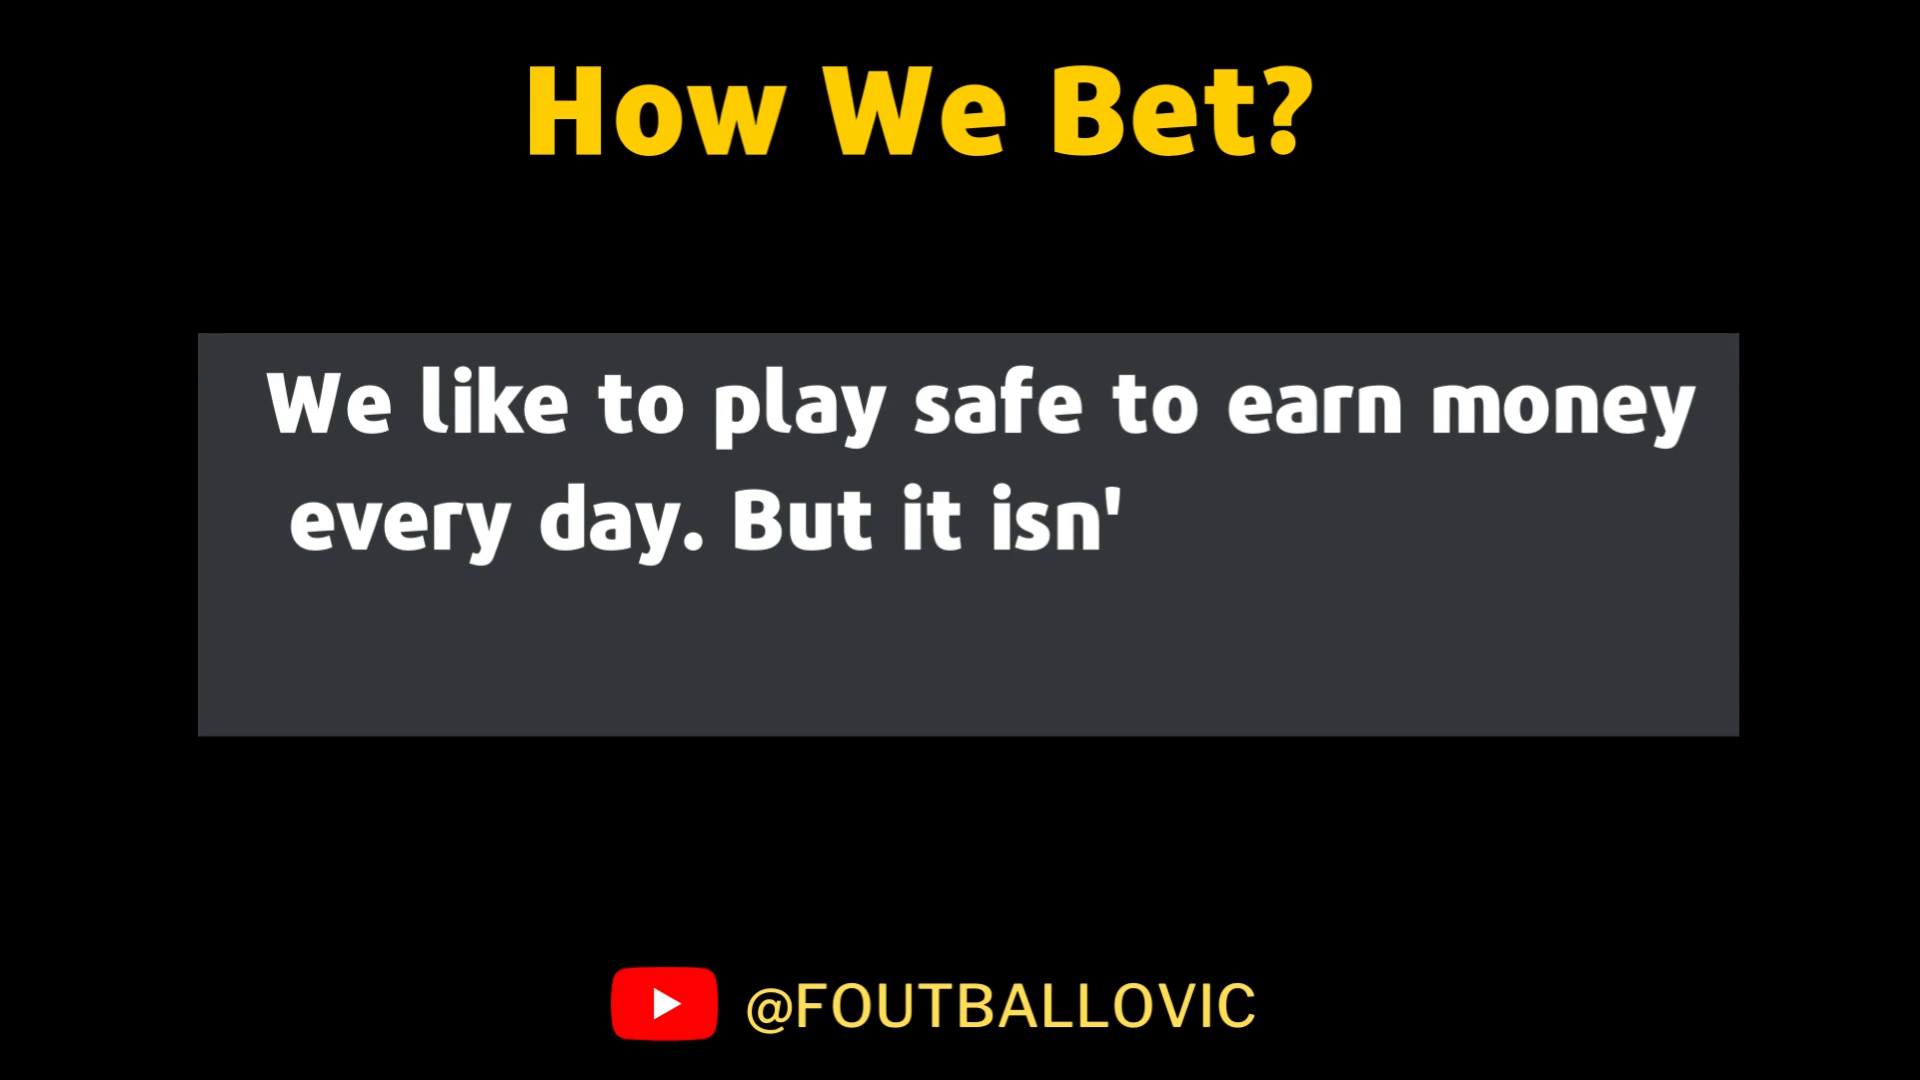 How We Bet?
We like to play safe to earn money
every day. But it isn'
@FOUTBALLOVIC